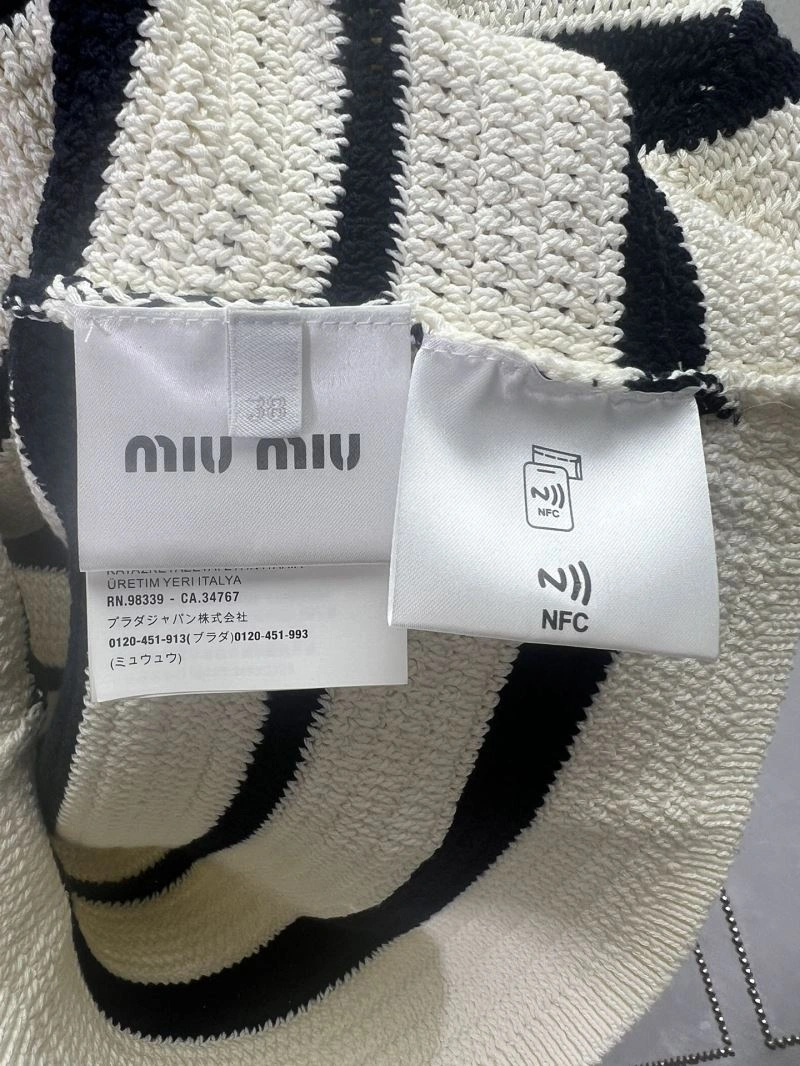 38
miu miu
ÜRETIM YERI ITALYA
RN.98339 - CA.34767
プラダジャパン株式会社
0120-451-913(プラダ)0120-451-993
(ミュウミュウ)
NFC
NFC